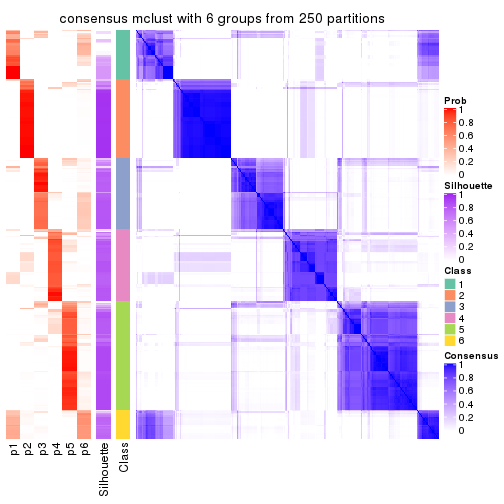 consensus mclust with 6 groups from 250 partitions
Prob
1
0.8
0.6
0.4
0.2
0
Silhouette
1
0.8
0.6
0.4
0.2
0
Class
1
2
3
4
5
6
Consensus
1
0.8
0.6
0.4
0.2
0
p1
p2
p3
p4
p5
p6
Silhouette
Class